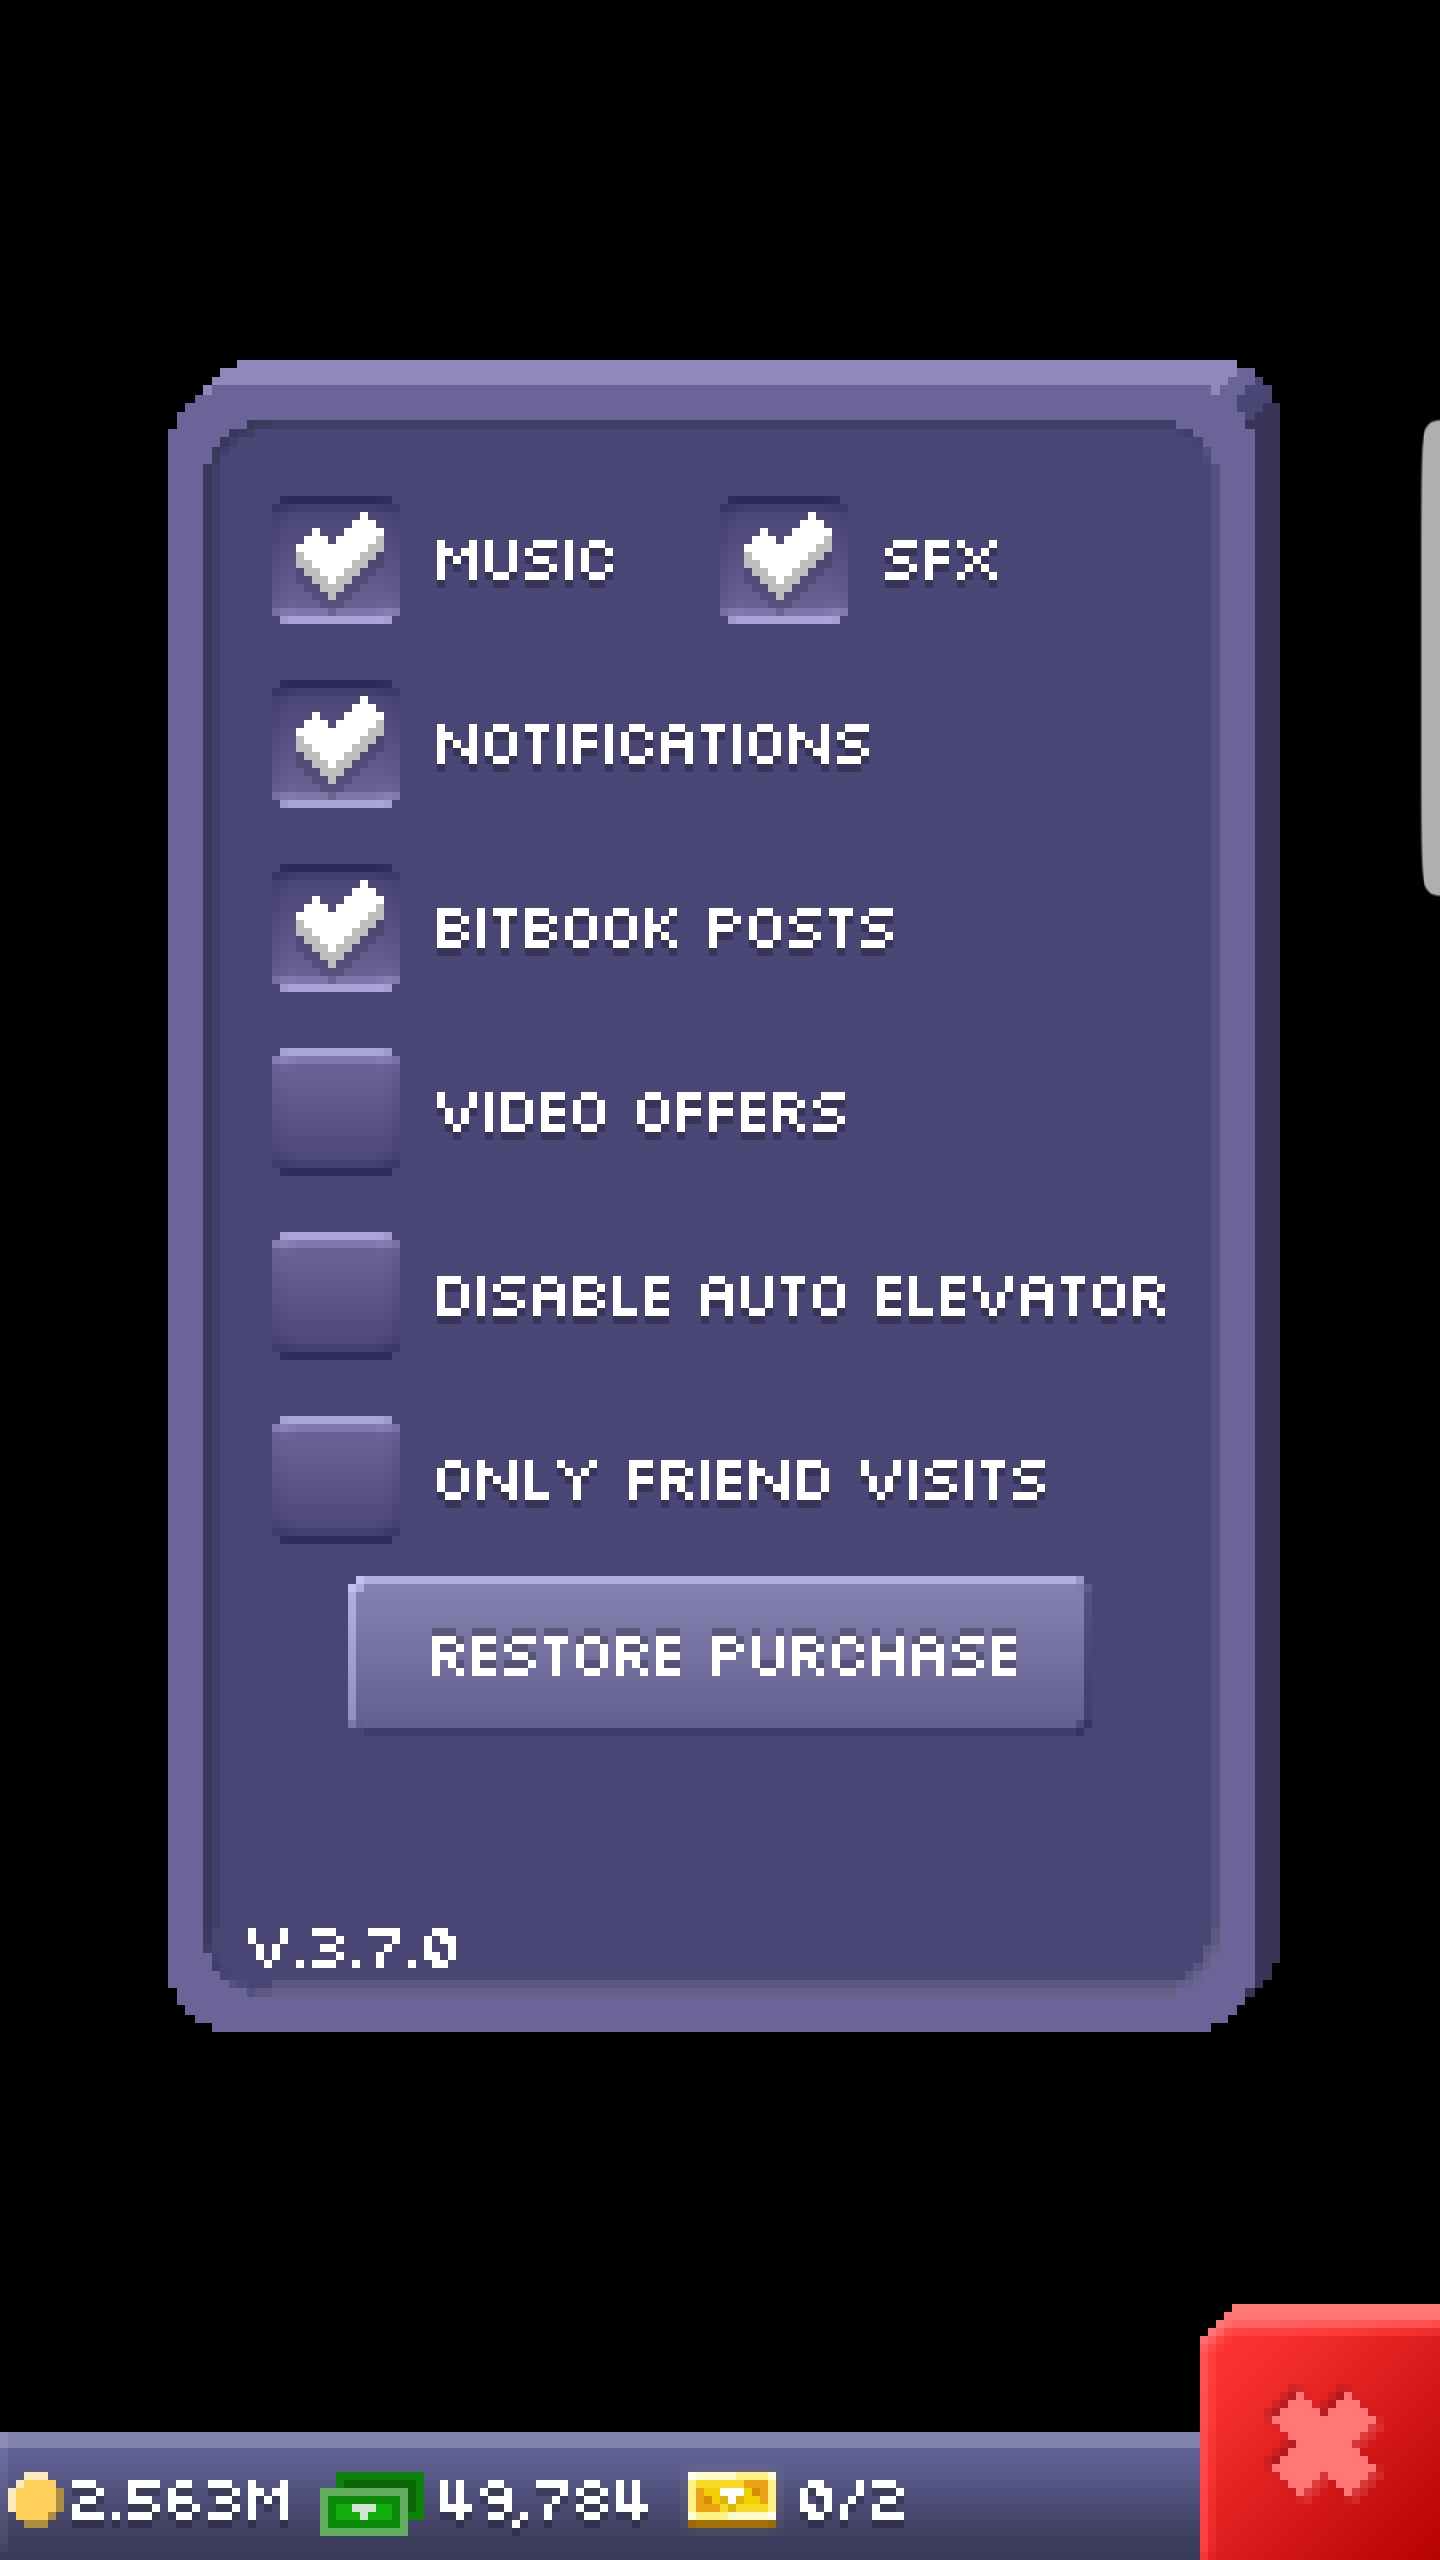 MUSIC SFX
NOTIFICATIONS
BITBOOK POSTS
VIDEO OFFERS
DISABLE AUTO ELEVATOR
ONLY FRIEND VISITS
RESTORE PURCHASE
V.3.7.0
2.563M 49,784 0/2